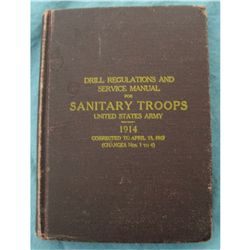 DRILL REGULATIONS AND
SERVICE MANUAL
FOR
SANITARY TROOPS
UNITED STATES ARMY
1914
CORRECTED TO APRIL 15, 1917
(CHANGES NOS. 1 TO 4)